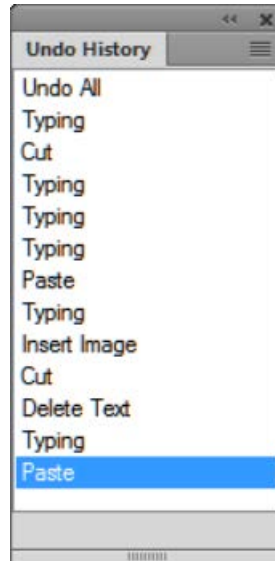 Undo History
Undo All
Typing
Cut
Typing
Typing
Typing
Paste
Typing
Insert Image
Cut
Delete Text
Typing
Paste